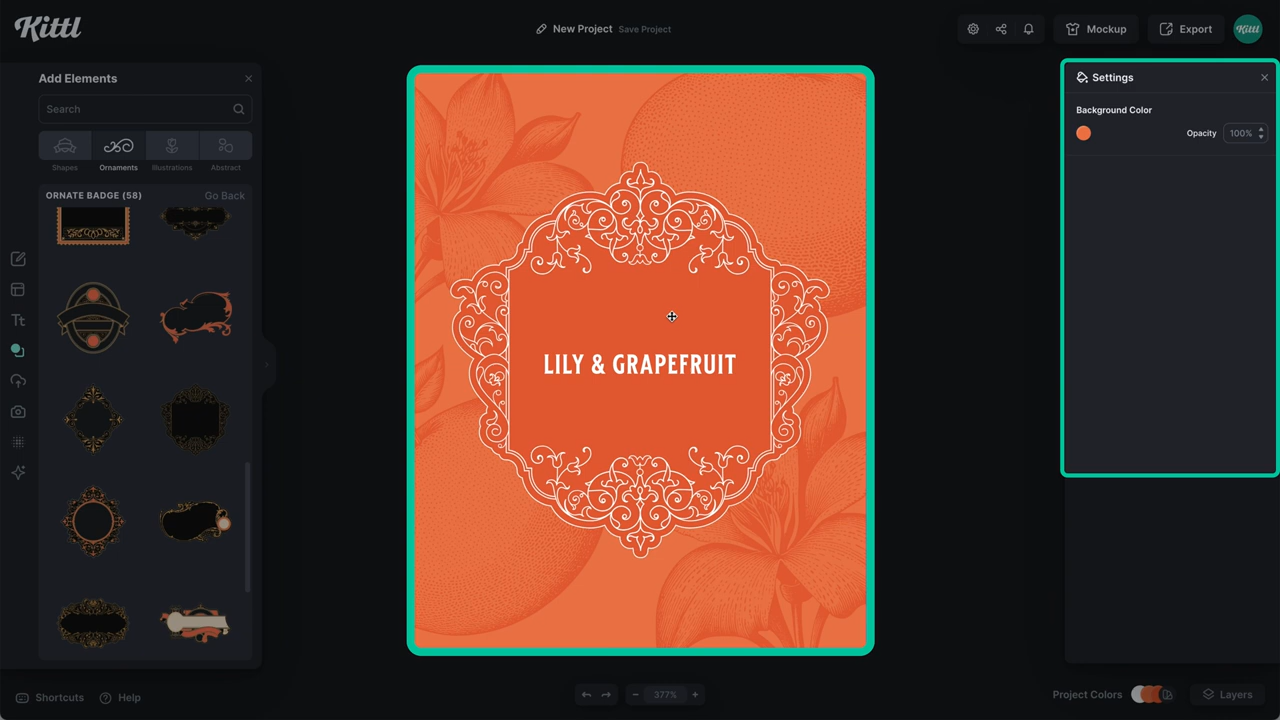 Kittl
New Project Save Project
Mockup
Export
Kittl
Add Elements
Search
Shapes Ornaments Illustrations Abstract
ORNATE BADGE (58) Go Back
LILY & GRAPEFRUIT
Settings
Background Color
Opacity 100%
Tt
Shortcuts Help
377%
Project Colors
Layers